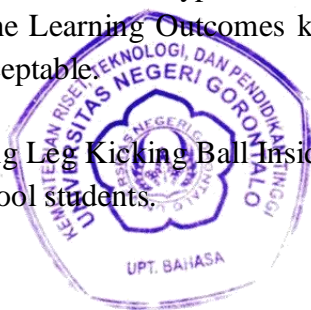 he Learning Outcomes k
eptable.
g Leg Kicking Ball Insid
ool students.
KEMENTERIAN RISET, TEKNOLOGI, DAN PENDIDIKAN TINGGI
UNIVERSITAS NEGERI GORONTALO
UPT. BAHASA